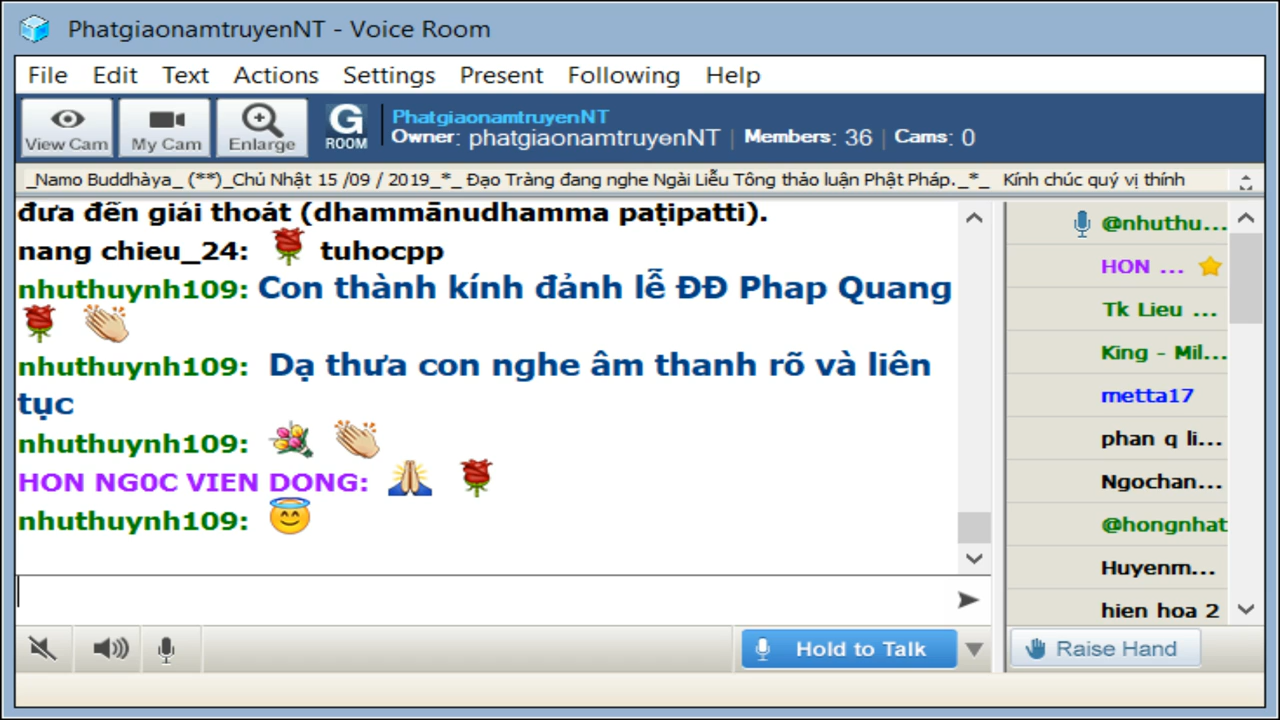 PhatgiaonamtruyenNT - Voice Room
File Edit Text Actions Settings Present Following Help
View Cam My Cam Enlarge G ROOM
PhatgiaonamtruyenNT
Owner: phatgiaonamtruyenNT | Members: 36 | Cams: 0
_Namo Buddhàya_ (**)_Chủ Nhật 15 /09 / 2019_*_ Đạo Tràng đang nghe Ngài Liễu Tông thảo luận Phật Pháp._*_ Kính chúc quý vị thính
đưa đến giải thoát (dhammānudhamma paṭipatti).
nang chieu_24: tuhocpp
nhuthuynh109: Con thành kính đảnh lễ ĐĐ Phap Quang
nhuthuynh109: Dạ thưa con nghe âm thanh rõ và liên
tục
nhuthuynh109:
HON NG0C VIEN DONG:
nhuthuynh109:
@nhuthu...
HON ...
Tk Lieu ...
King - Mil...
metta17
phan q li...
Ngochan...
@hongnhat
Huyenm...
hien hoa 2
Hold to Talk
Raise Hand